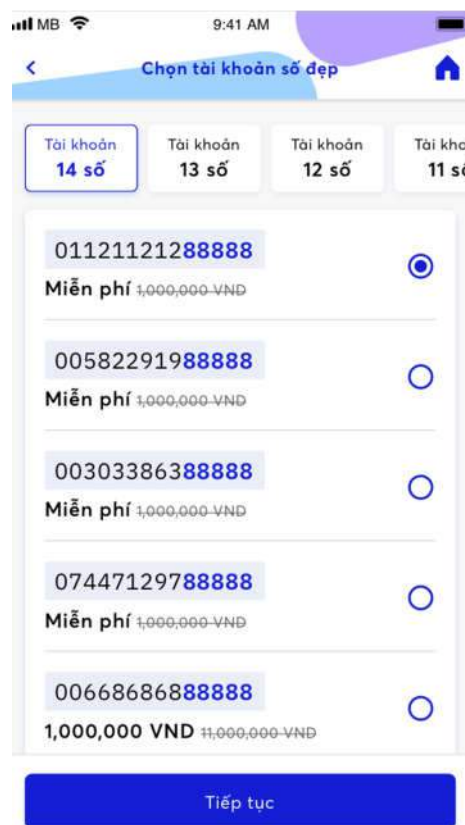 MB 9:41 AM
Chọn tài khoản số đẹp
Tài khoản Tài khoản Tài khoản
14 số 13 số 12 số 11
01121121288888
Miễn phí 1,000,000 VND
00582291988888
Miễn phí 1,000,000 VND
00303386388888
Miễn phí 1,000,000 VND
07447129788888
Miễn phí 1,000,000 VND
00668686888888
1,000,000 VND 11,000,000 VND
Tiếp tục